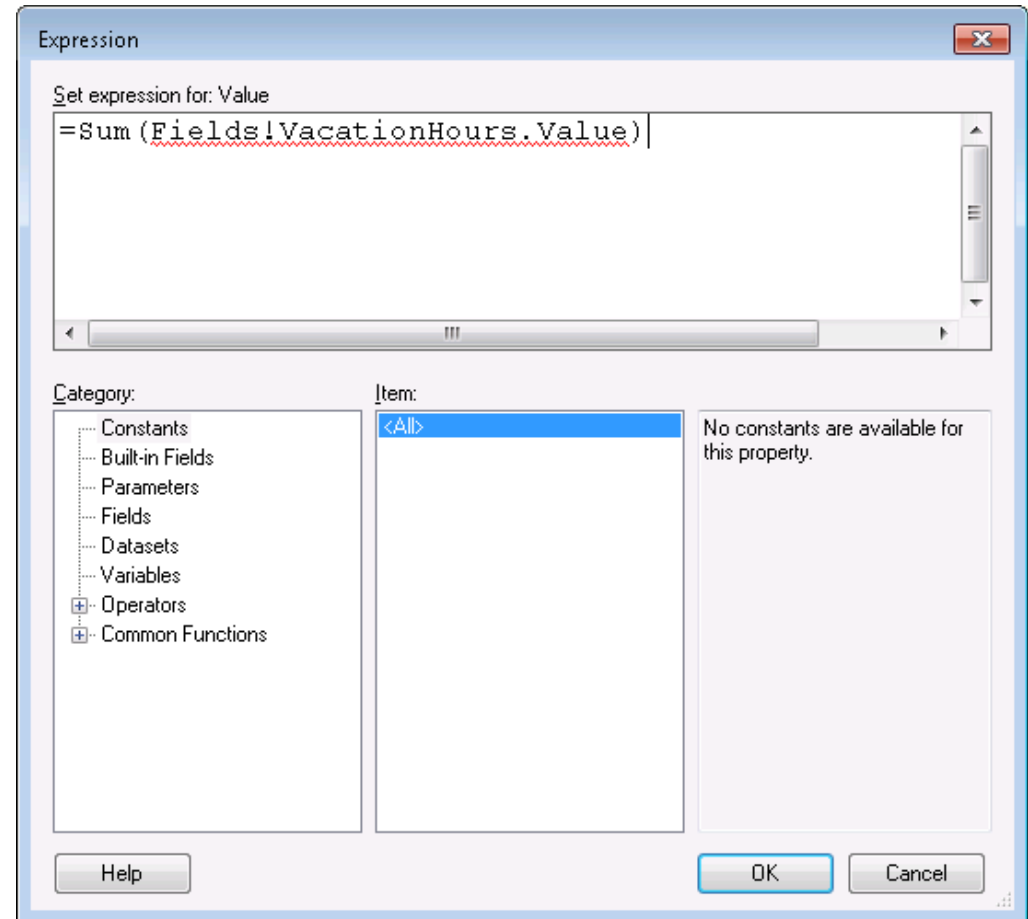 Expression
Set expression for: Value
=Sum(Fields!VacationHours.Value)
Category:
Item:
Constants
Built-in Fields
Parameters
Fields
Datasets
Variables
Operators
Common Functions
<All>
No constants are available for
this property.
Help
OK
Cancel